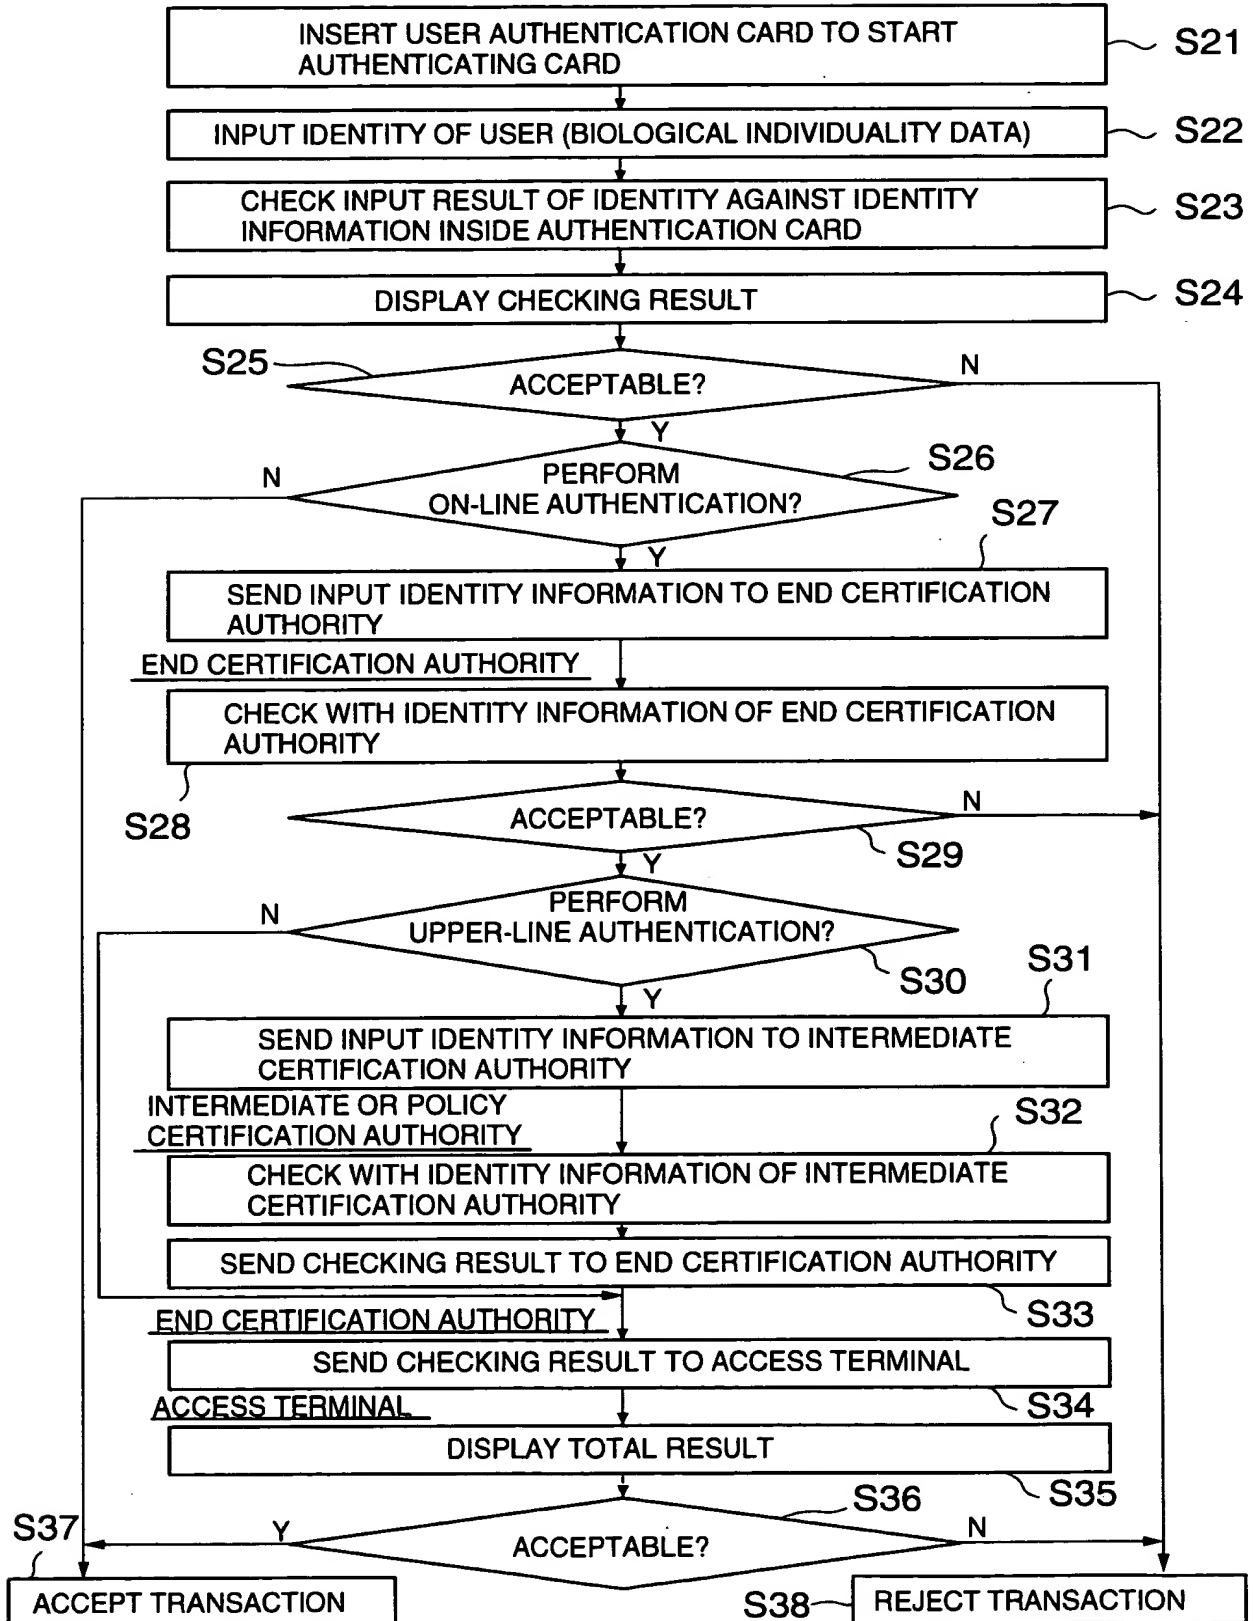 INSERT USER AUTHENTICATION CARD TO START
AUTHENTICATING CARD
S21
INPUT IDENTITY OF USER (BIOLOGICAL INDIVIDUALITY DATA)
S22
CHECK INPUT RESULT OF IDENTITY AGAINST IDENTITY
INFORMATION INSIDE AUTHENTICATION CARD
S23
DISPLAY CHECKING RESULT
S24
S25
ACCEPTABLE?
N
Y
N
PERFORM
ON-LINE AUTHENTICATION?
S26
Y
S27
SEND INPUT IDENTITY INFORMATION TO END CERTIFICATION
AUTHORITY
END CERTIFICATION AUTHORITY
CHECK WITH IDENTITY INFORMATION OF END CERTIFICATION
AUTHORITY
S28
ACCEPTABLE?
N
S29
Y
N
PERFORM
UPPER-LINE AUTHENTICATION?
S30
Y
S31
SEND INPUT IDENTITY INFORMATION TO INTERMEDIATE
CERTIFICATION AUTHORITY
INTERMEDIATE OR POLICY
CERTIFICATION AUTHORITY
S32
CHECK WITH IDENTITY INFORMATION OF INTERMEDIATE
CERTIFICATION AUTHORITY
SEND CHECKING RESULT TO END CERTIFICATION AUTHORITY
S33
END CERTIFICATION AUTHORITY
SEND CHECKING RESULT TO ACCESS TERMINAL
S34
ACCESS TERMINAL
DISPLAY TOTAL RESULT
S35
S36
S37
Y
ACCEPTABLE?
N
ACCEPT TRANSACTION
S38
REJECT TRANSACTION